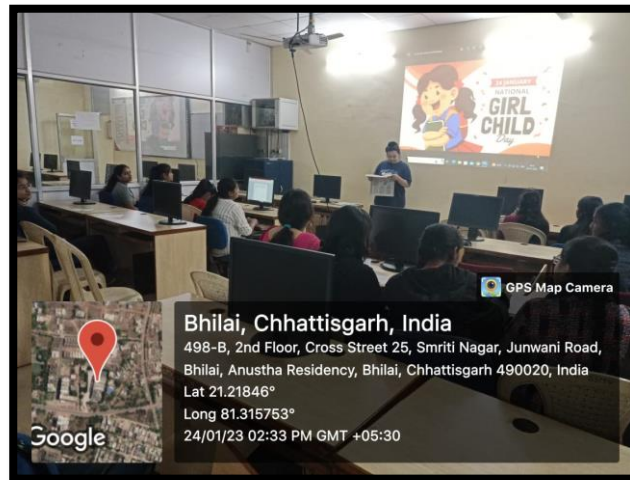 24 JANUARY
NATIONAL
GIRL
CHILD
Day
GPS Map Camera
Bhilai, Chhattisgarh, India
498-B, 2nd Floor, Cross Street 25, Smriti Nagar, Junwani Road,
Bhilai, Anustha Residency, Bhilai, Chhattisgarh 490020, India
Lat 21.21846°
Long 81.315753°
24/01/23 02:33 PM GMT +05:30
Google